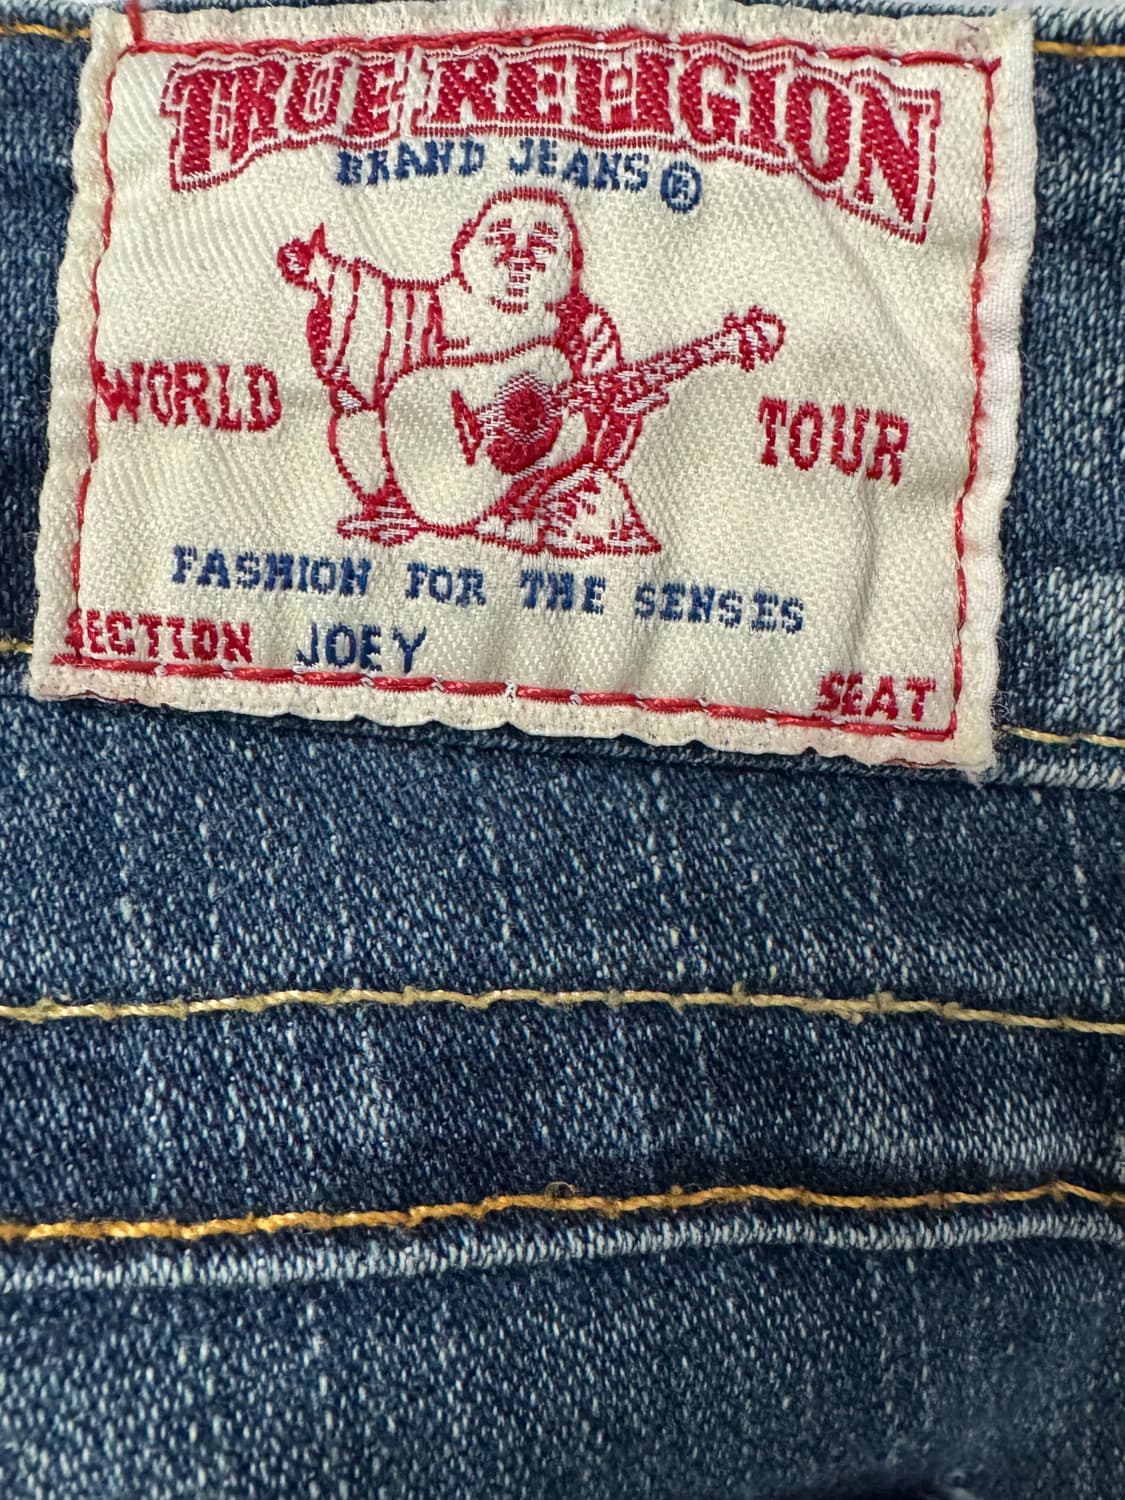 TRUE RELIGION
BRAND JEANS®
WORLD TOUR
FASHION FOR THE SENSES
SECTION JOEY
SEAT